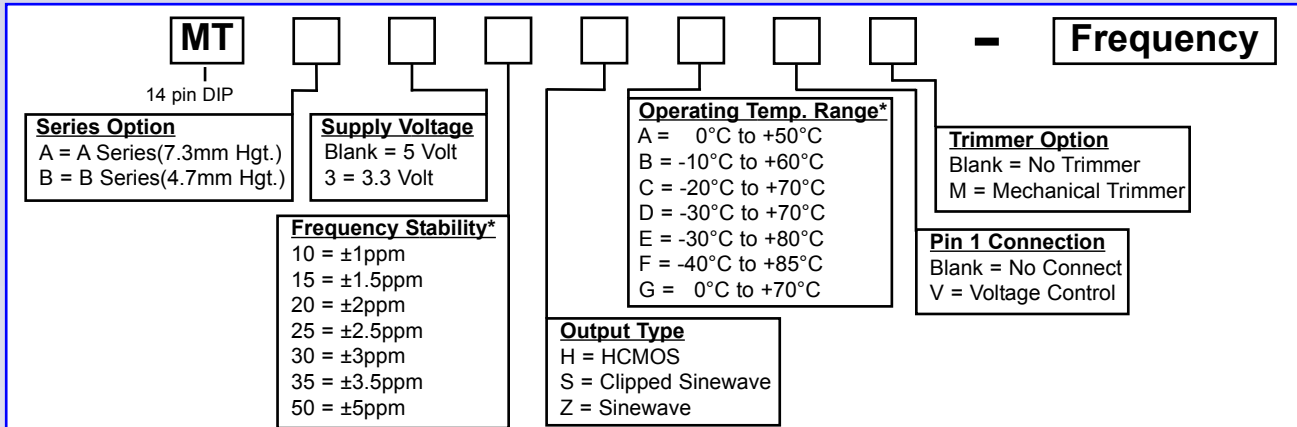 MT - Frequency
14 pin DIP
Series Option
A = A Series(7.3mm Hgt.)
B = B Series(4.7mm Hgt.)
Supply Voltage
Blank = 5 Volt
3 = 3.3 Volt
Frequency Stability*
10 = ±1ppm
15 = ±1.5ppm
20 = ±2ppm
25 = ±2.5ppm
30 = ±3ppm
35 = ±3.5ppm
50 = ±5ppm
Output Type
H = HCMOS
S = Clipped Sinewave
Z = Sinewave
Operating Temp. Range*
A = 0°C to +50°C
B = -10°C to +60°C
C = -20°C to +70°C
D = -30°C to +70°C
E = -30°C to +80°C
F = -40°C to +85°C
G = 0°C to +70°C
Pin 1 Connection
Blank = No Connect
V = Voltage Control
Trimmer Option
Blank = No Trimmer
M = Mechanical Trimmer